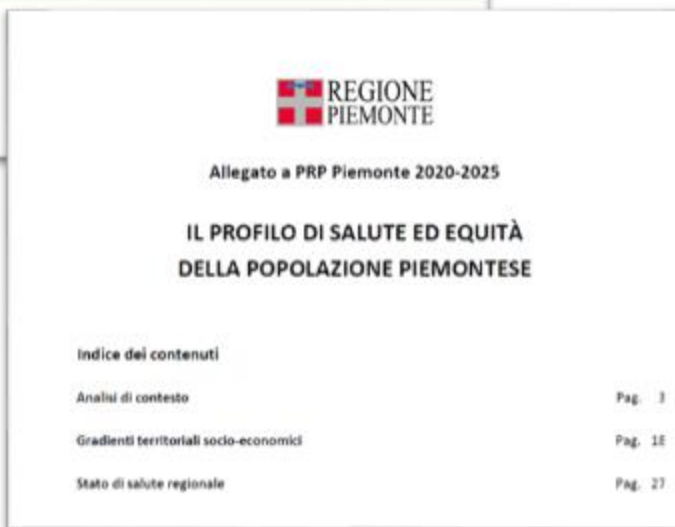 REGIONE
PIEMONTE
Allegato a PRP Piemonte 2020-2025
IL PROFILO DI SALUTE ED EQUITÀ
DELLA POPOLAZIONE PIEMONTESE
Indice dei contenuti
Analisi di contesto Pag. 3
Gradienti territoriali socio-economici Pag.
Stato di salute regionale Pag. 27